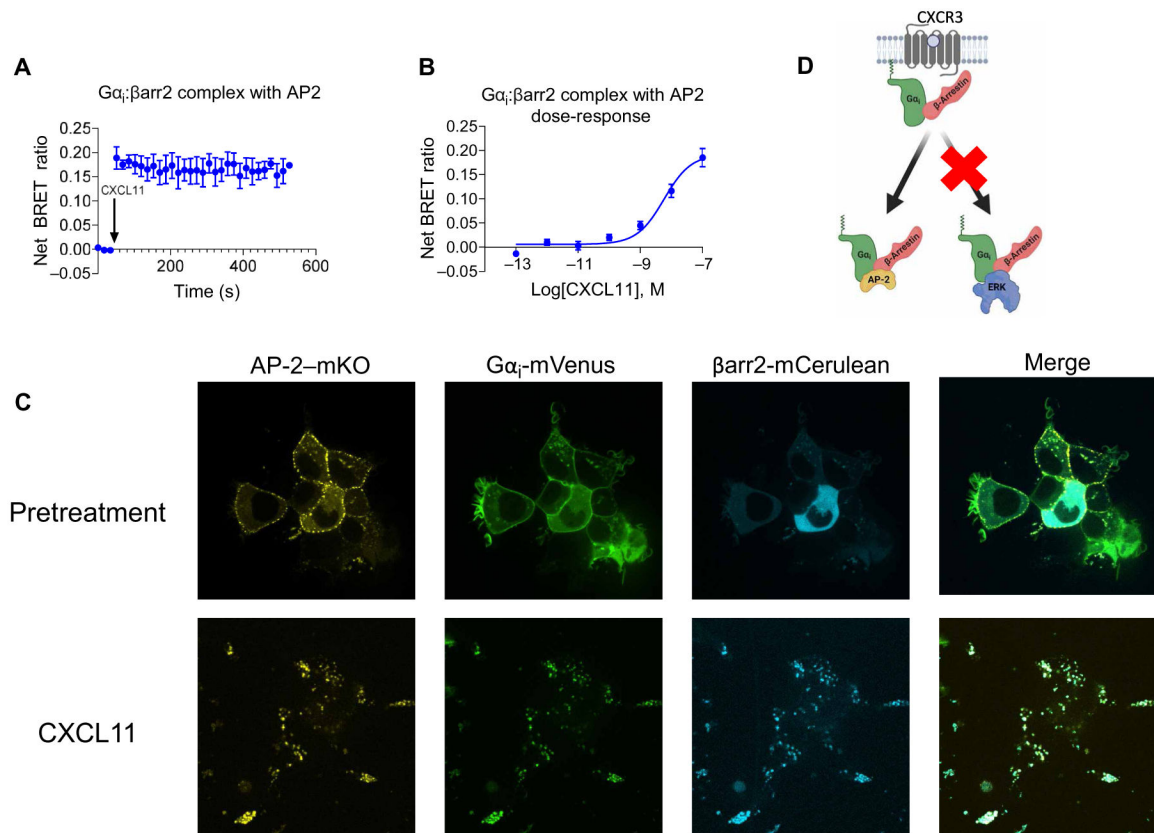 A
Gαi:βarr2 complex with AP2
Net BRET ratio
0.25
0.20
0.15
0.10
0.05
0.00
−0.05
CXCL11
200
400
600
Time (s)
B
Gαi:βarr2 complex with AP2
dose-response
Net BRET ratio
0.25
0.20
0.15
0.10
0.05
0.00
−0.05
−13
−11
−9
−7
Log[CXCL11], M
D
CXCR3
Gαi
β-Arrestin
Gαi
β-Arrestin
AP-2
Gαi
β-Arrestin
ERK
C
AP-2–mKO
Gαi-mVenus
βarr2-mCerulean
Merge
Pretreatment
CXCL11